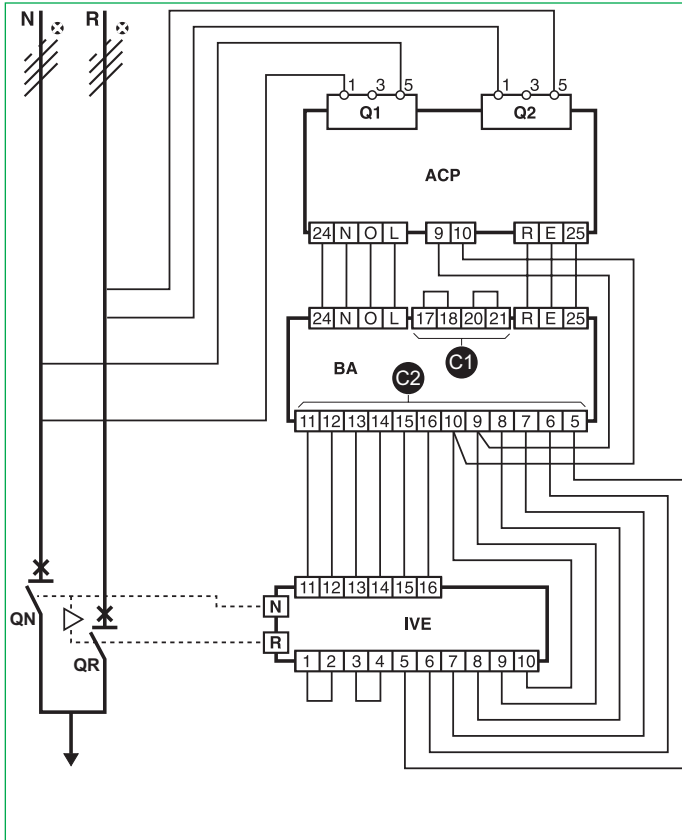 N R
1 3 5 1 3 5
Q1 Q2
ACP
24 N O L 9 10 R E 25
24 N O L 17 18 20 21 R E 25
BA C1
C2
11 12 13 14 15 16 10 9 8 7 6 5
11 12 13 14 15 16
N
QN IVE
R
QR
1 2 3 4 5 6 7 8 9 10